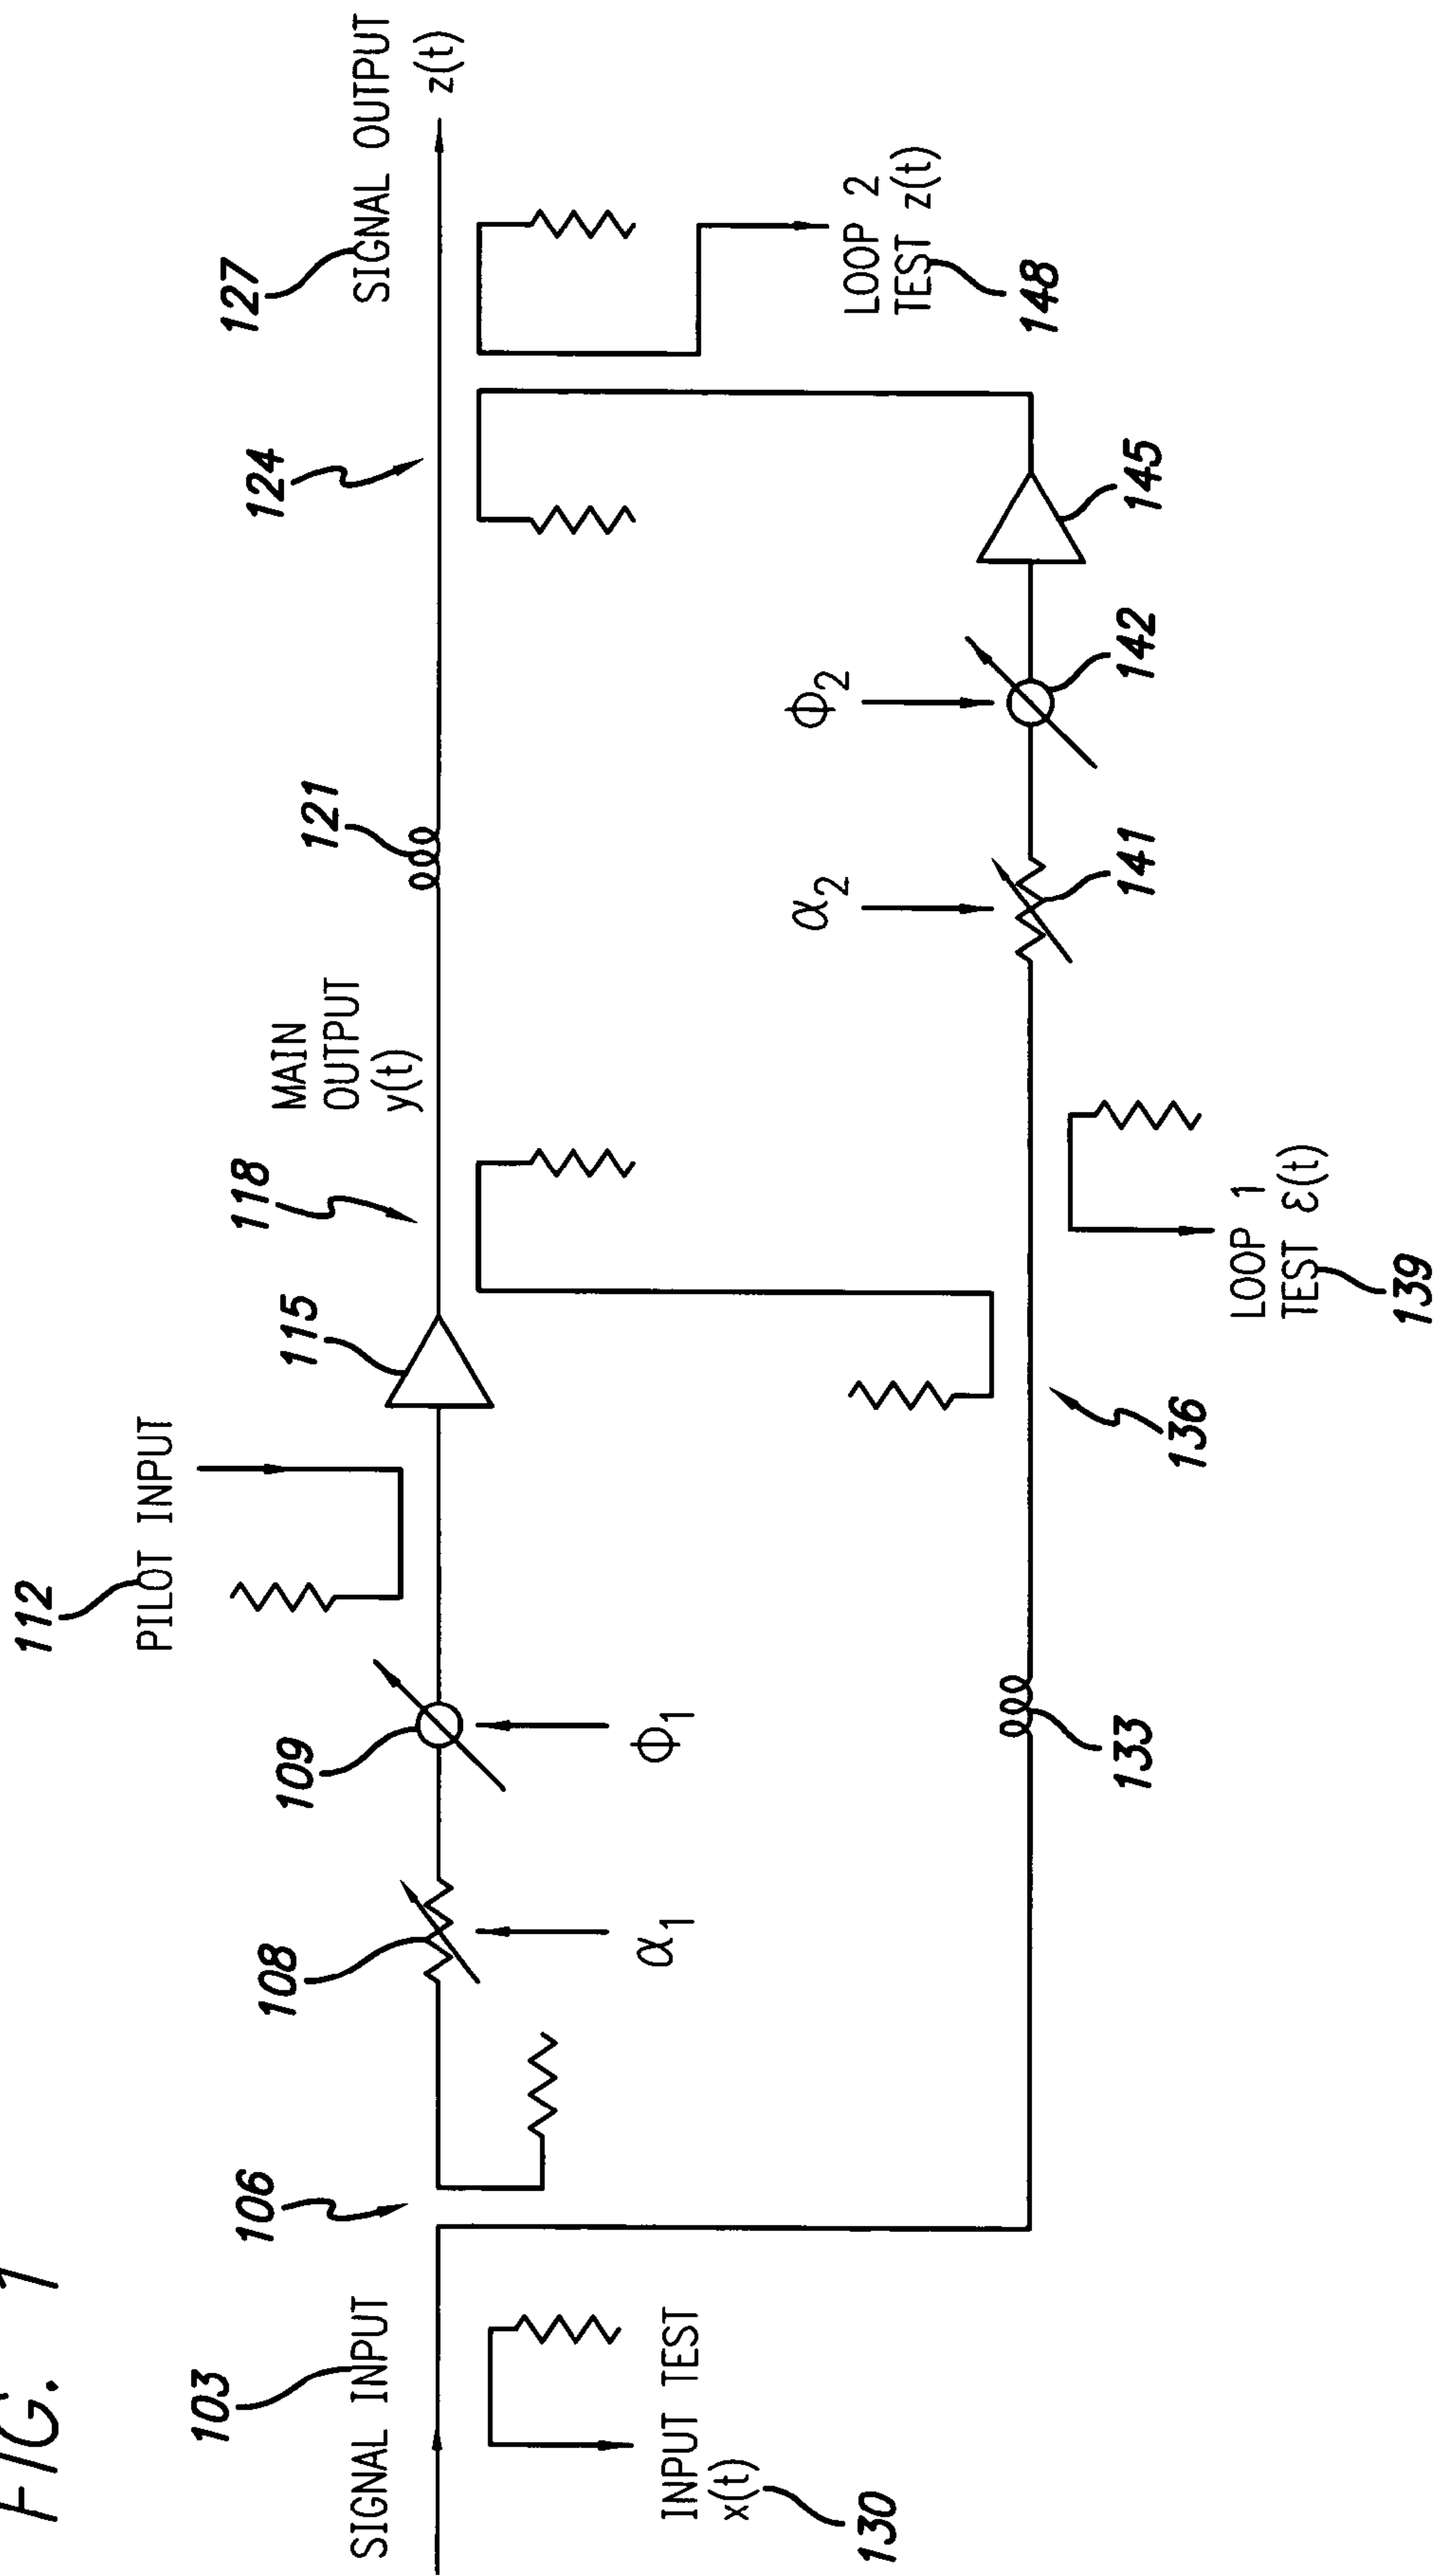 FIG. 1
103
SIGNAL INPUT
INPUT TEST
x(t)
130
106
108
α1
109
Φ1
112
PILOT INPUT
115
118
MAIN
OUTPUT
y(t)
121
124
127
SIGNAL OUTPUT
z(t)
133
136
LOOP 1
TEST ε(t)
139
α2
141
Φ2
142
145
LOOP 2
TEST z(t)
148